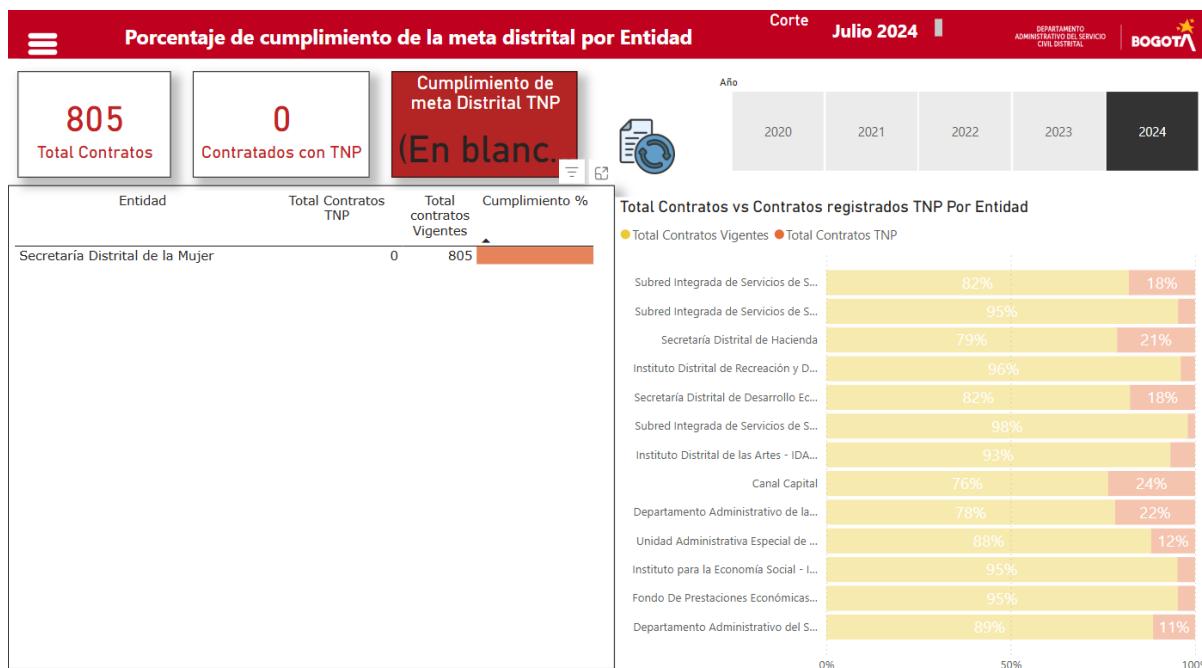 Porcentaje de cumplimiento de la meta distrital por Entidad
Corte
Julio 2024
DEPARTAMENTO
ADMINISTRATIVO DEL SERVICIO
CIVIL DISTRITAL
BOGOTÁ
805
Total Contratos
0
Contratados con TNP
Cumplimiento de
meta Distrital TNP
(En blanc.
Año
2020
2021
2022
2023
2024
Entidad
Total Contratos
TNP
Total
contratos
Vigentes
Cumplimiento %
Secretaría Distrital de la Mujer 0 805
Total Contratos vs Contratos registrados TNP Por Entidad
Total Contratos Vigentes Total Contratos TNP
Subred Integrada de Servicios de S... 82% 18%
Subred Integrada de Servicios de S... 95%
Secretaría Distrital de Hacienda 79% 21%
Instituto Distrital de Recreación y D... 96%
Secretaría Distrital de Desarrollo Ec... 82% 18%
Subred Integrada de Servicios de S... 98%
Instituto Distrital de las Artes - IDA... 93%
Canal Capital 76% 24%
Departamento Administrativo de la... 78% 22%
Unidad Administrativa Especial de ... 88% 12%
Instituto para la Economía Social - I... 95%
Fondo De Prestaciones Económicas... 95%
Departamento Administrativo del S... 89% 11%
0% 50% 100%